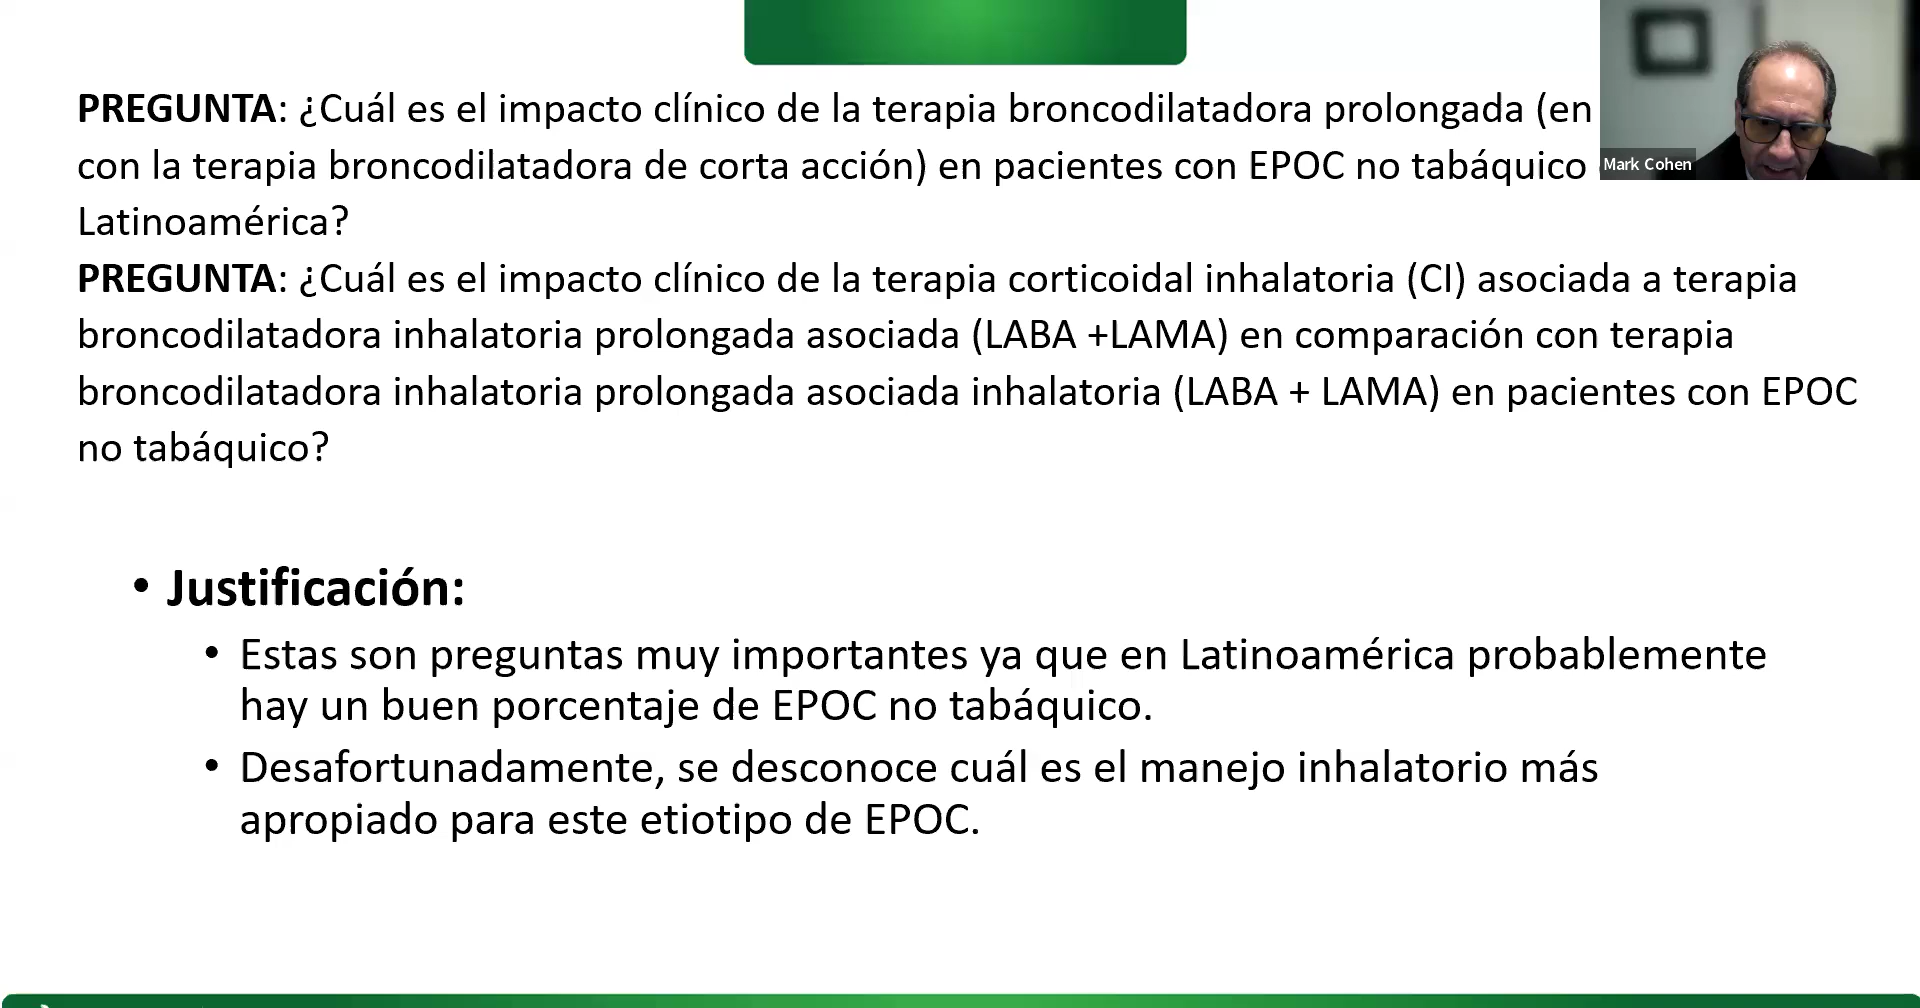 PREGUNTA: ¿Cuál es el impacto clínico de la terapia broncodilatadora prolongada (en
con la terapia broncodilatadora de corta acción) en pacientes con EPOC no tabáquico
Latinoamérica?
PREGUNTA: ¿Cuál es el impacto clínico de la terapia corticoidal inhalatoria (CI) asociada a terapia
broncodilatadora inhalatoria prolongada asociada (LABA +LAMA) en comparación con terapia
broncodilatadora inhalatoria prolongada asociada inhalatoria (LABA + LAMA) en pacientes con EPOC
no tabáquico?
• Justificación:
• Estas son preguntas muy importantes ya que en Latinoamérica probablemente
hay un buen porcentaje de EPOC no tabáquico.
• Desafortunadamente, se desconoce cuál es el manejo inhalatorio más
apropiado para este etiotipo de EPOC.
Mark Cohen